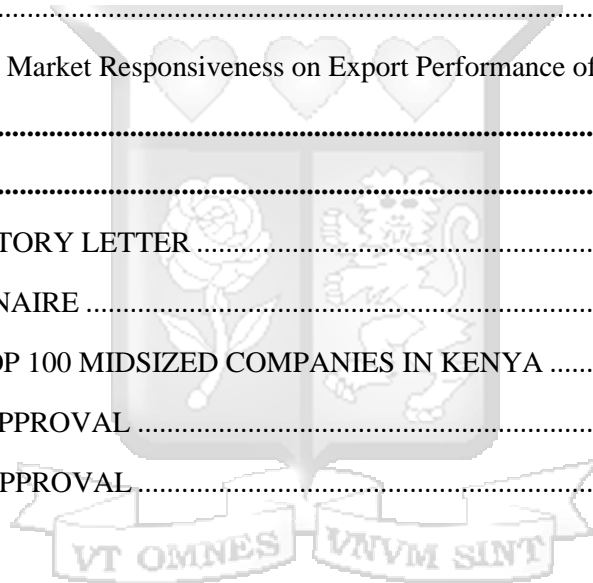 ........................................................................
Market Responsiveness on Export Performance of
........................................................................
........................................................................
TORY LETTER ........................................................
NAIRE ........................................................................
OP 100 MIDSIZED COMPANIES IN KENYA ......
PPROVAL ................................................................
PPROVAL ................................................................
VT OMNES VNVM SINT